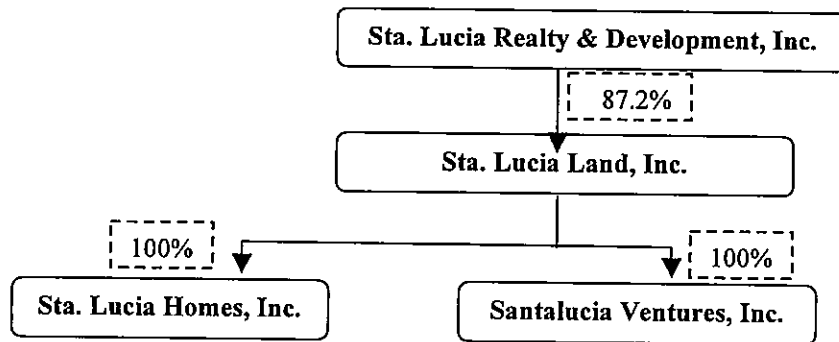 Sta. Lucia Realty & Development, Inc.
87.2%
Sta. Lucia Land, Inc.
100%
100%
Sta. Lucia Homes, Inc.
Santalucia Ventures, Inc.